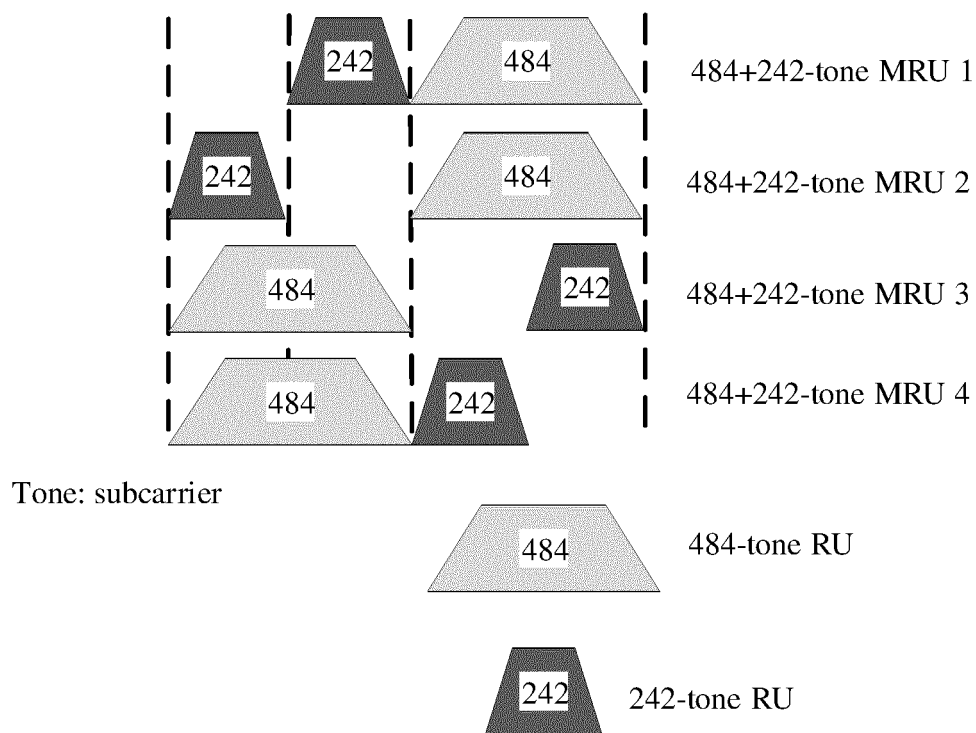 242 484 484+242-tone MRU 1
242 484 484+242-tone MRU 2
484 242 484+242-tone MRU 3
484 242 484+242-tone MRU 4
Tone: subcarrier
484 484-tone RU
242 242-tone RU